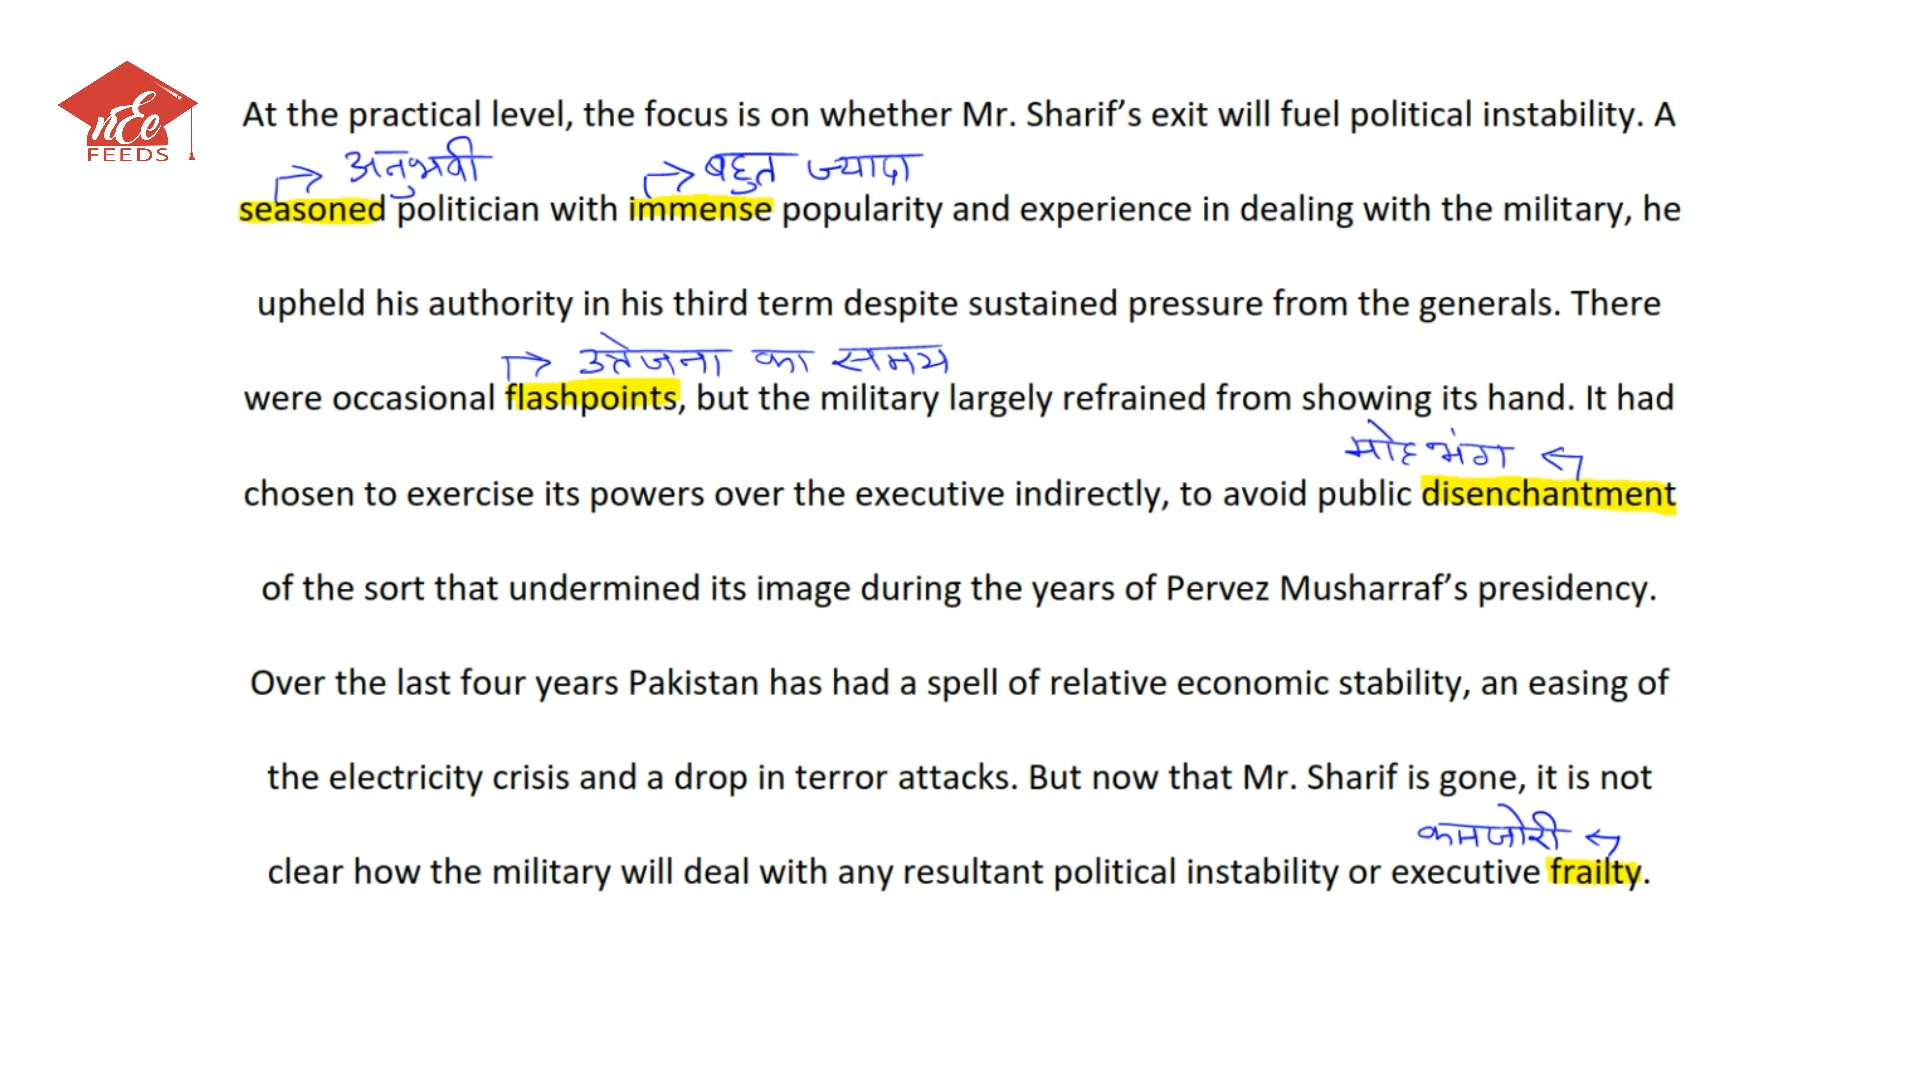 nEe
FEEDS
At the practical level, the focus is on whether Mr. Sharif’s exit will fuel political instability. A
अनुभवी बहुत ज्यादा
seasoned politician with immense popularity and experience in dealing with the military, he
upheld his authority in his third term despite sustained pressure from the generals. There
उत्तेजना का समय
were occasional flashpoints, but the military largely refrained from showing its hand. It had
मोहभंग
chosen to exercise its powers over the executive indirectly, to avoid public disenchantment
of the sort that undermined its image during the years of Pervez Musharraf’s presidency.
Over the last four years Pakistan has had a spell of relative economic stability, an easing of
the electricity crisis and a drop in terror attacks. But now that Mr. Sharif is gone, it is not
कमजोरी
clear how the military will deal with any resultant political instability or executive frailty.